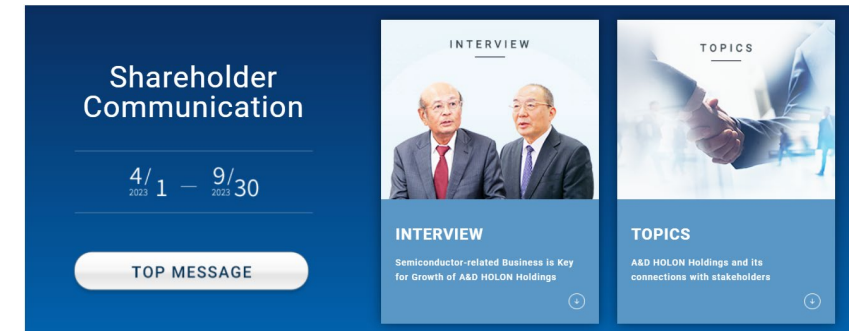 Shareholder
Communication
4/1 — 9/30
2023 2023
TOP MESSAGE
INTERVIEW
INTERVIEW
Semiconductor-related Business is Key
for Growth of A&D HOLON Holdings
TOPICS
TOPICS
A&D HOLON Holdings and its
connections with stakeholders